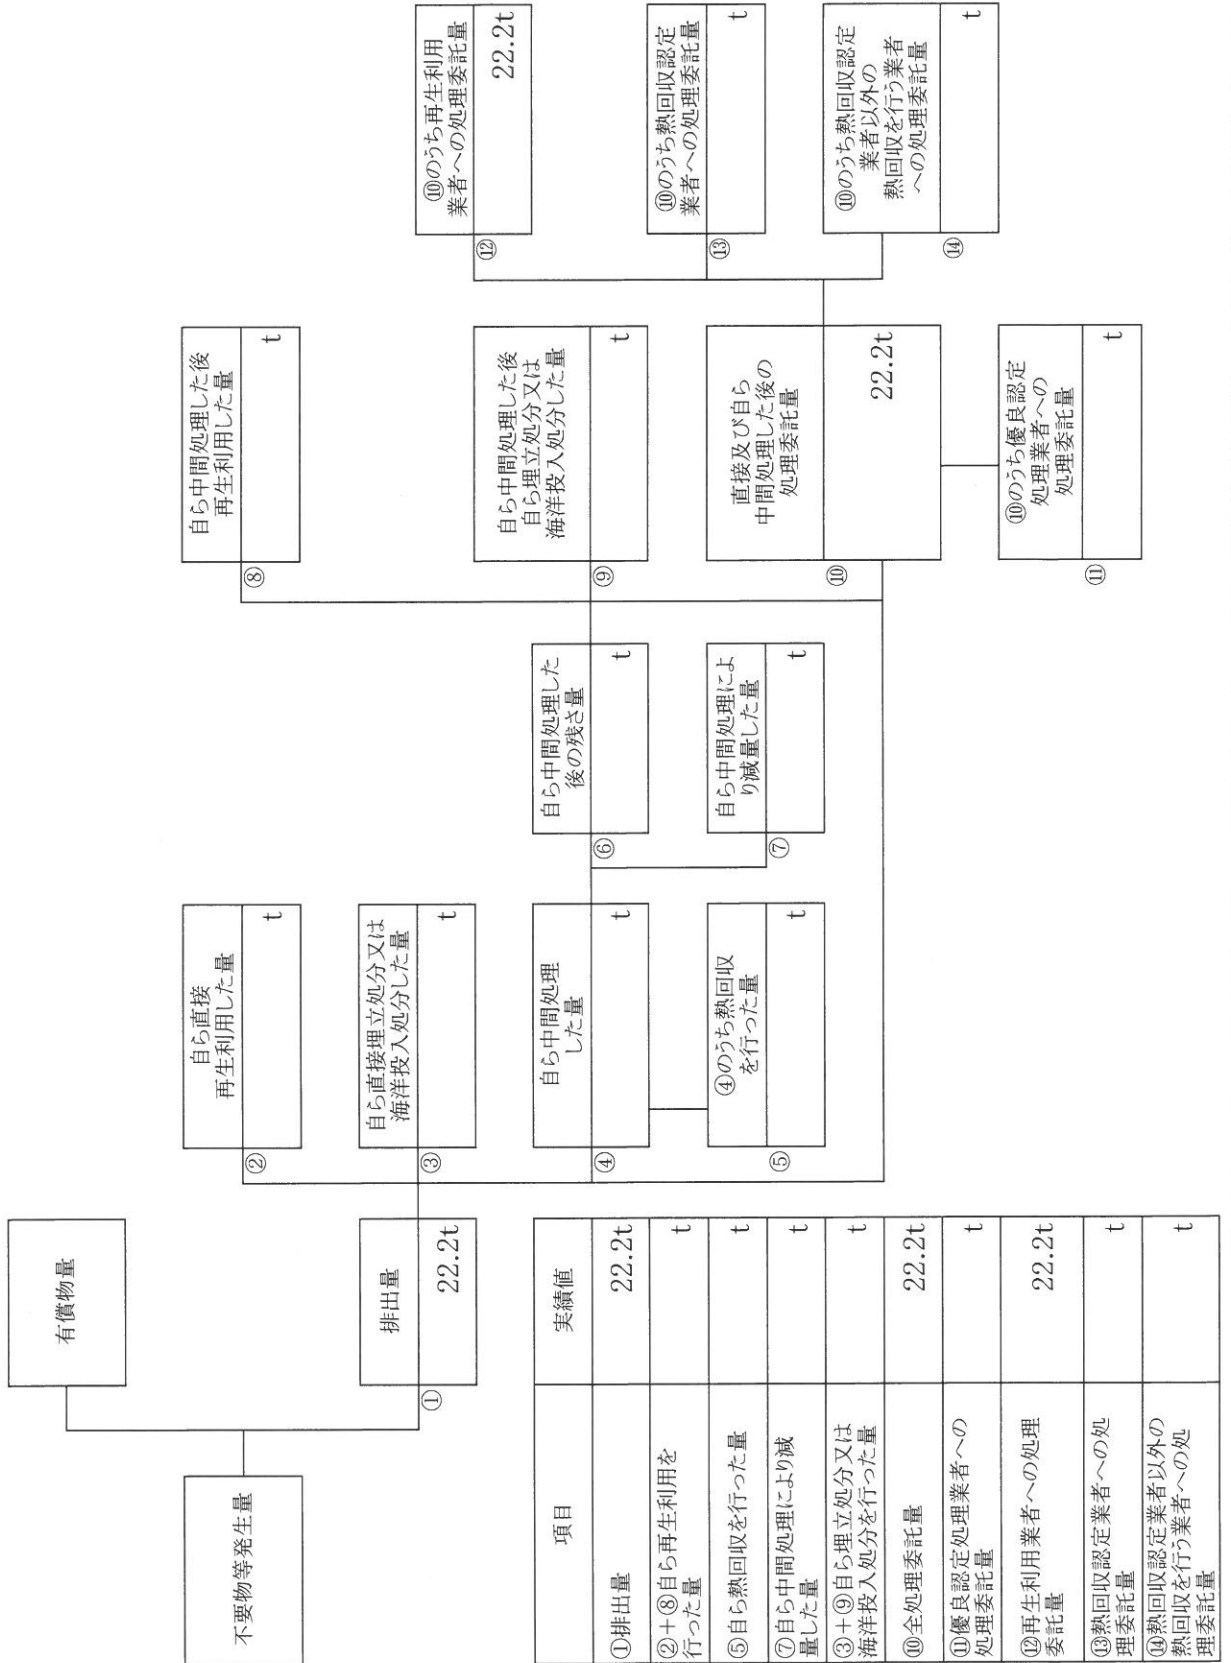 不要物等発生量
有償物量
①
排出量
22.2t
②
自ら直接
再生利用した量
t
③
自ら直接埋立処分又は
海洋投入処分した量
t
④
自ら中間処理
した量
t
⑤
④のうち熱回収
を行った量
t
⑥
自ら中間処理した
後の残さ量
t
⑦
自ら中間処理によ
り減量した量
t
⑧
自ら中間処理した後
再生利用した量
t
⑨
自ら中間処理した後
自ら埋立処分又は
海洋投入処分した量
t
⑩
直接及び自ら
中間処理した後の
処理委託量
22.2t
⑪
⑩のうち優良認定
処理業者への
処理委託量
t
⑫
⑩のうち再生利用
業者への処理委託量
22.2t
⑬
⑩のうち熱回収認定
業者への処理委託量
t
⑭
⑩のうち熱回収認定
業者以外の
熱回収を行う業者
への処理委託量
t
項目 実績値
①排出量 22.2t
②+⑧自ら再生利用を
行った量 t
⑤自ら熱回収を行った量 t
⑦自ら中間処理により減
量した量 t
③+⑨自ら埋立処分又は
海洋投入処分を行った量 t
⑩全処理委託量 22.2t
⑪優良認定処理業者への
処理委託量 t
⑫再生利用業者への処理
委託量 22.2t
⑬熱回収認定業者への処
理委託量 t
⑭熱回収認定業者以外の
熱回収を行う業者への処
理委託量 t